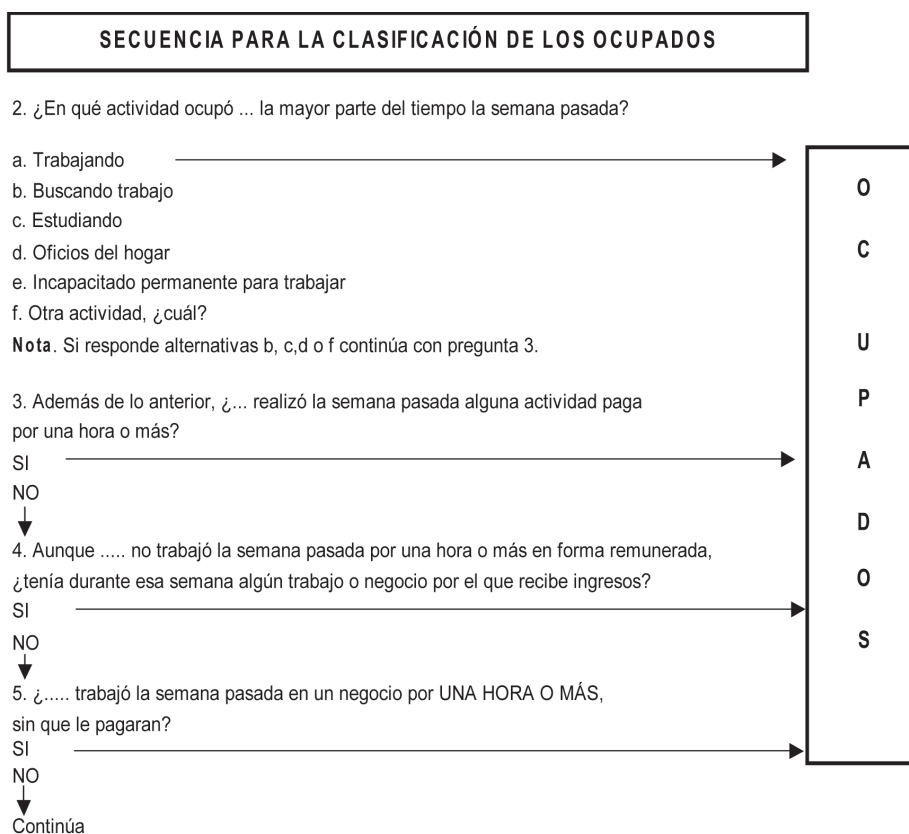 SECUENCIA PARA LA CLASIFICACIÓN DE LOS OCUPADOS
2. ¿En qué actividad ocupó ... la mayor parte del tiempo la semana pasada?
a. Trabajando
b. Buscando trabajo
c. Estudiando
d. Oficios del hogar
e. Incapacitado permanente para trabajar
f. Otra actividad, ¿cuál?
Nota. Si responde alternativas b, c,d o f continúa con pregunta 3.
3. Además de lo anterior, ¿... realizó la semana pasada alguna actividad paga
por una hora o más?
SI
NO
4. Aunque ..... no trabajó la semana pasada por una hora o más en forma remunerada,
¿tenía durante esa semana algún trabajo o negocio por el que recibe ingresos?
SI
NO
5. ¿..... trabajó la semana pasada en un negocio por UNA HORA O MÁS,
sin que le pagaran?
SI
NO
Continúa
O
C
U
P
A
D
O
S